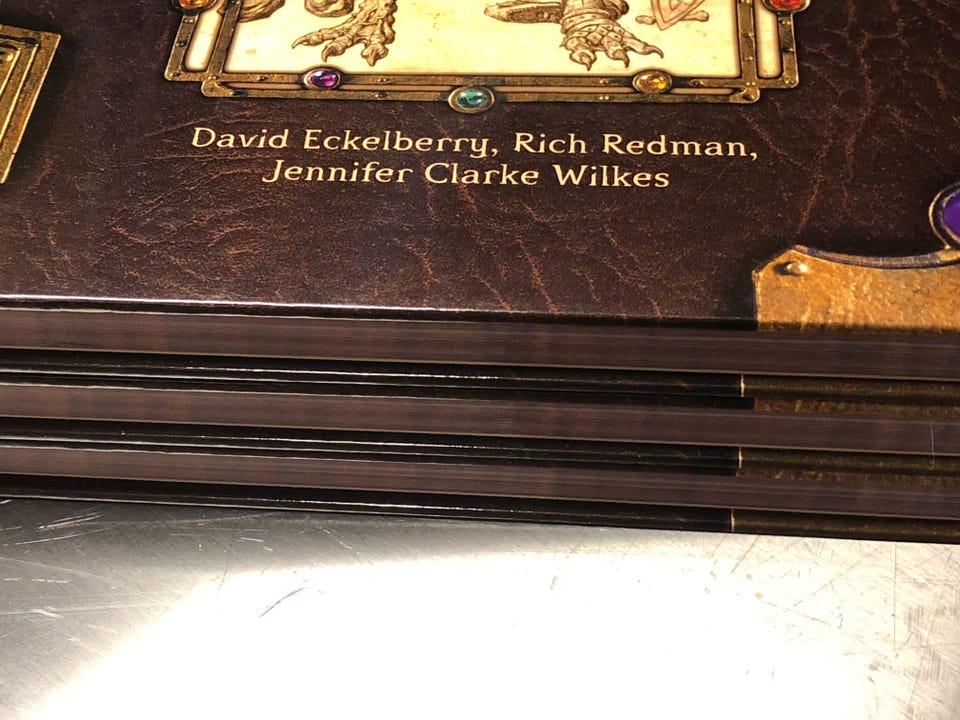 David Eckelberry, Rich Redman,
Jennifer Clarke Wilkes